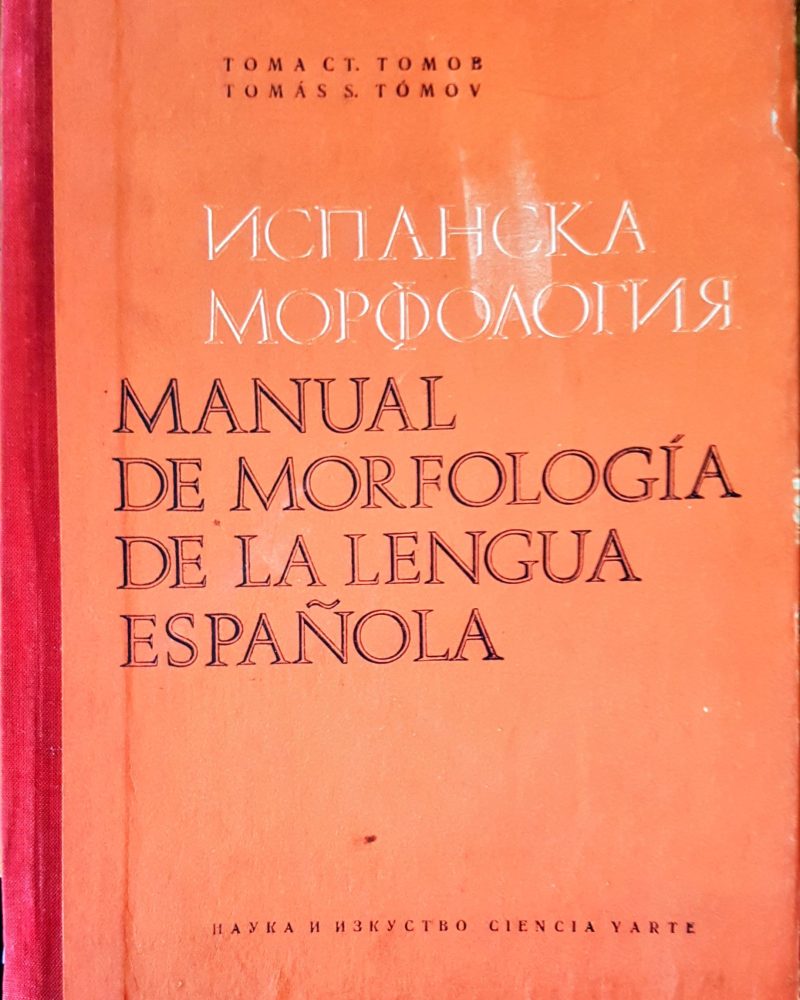 ТОМА СТ. ТОМОВ
TOMÁS S. TÓMOV
ИСПАНСКА
МОРФОЛОГИЯ
MANUAL
DE MORFOLOGÍA
DE LA LENGUA
ESPAÑOLA
НАУКА И ИЗКУСТВО CIENCIA YARTE